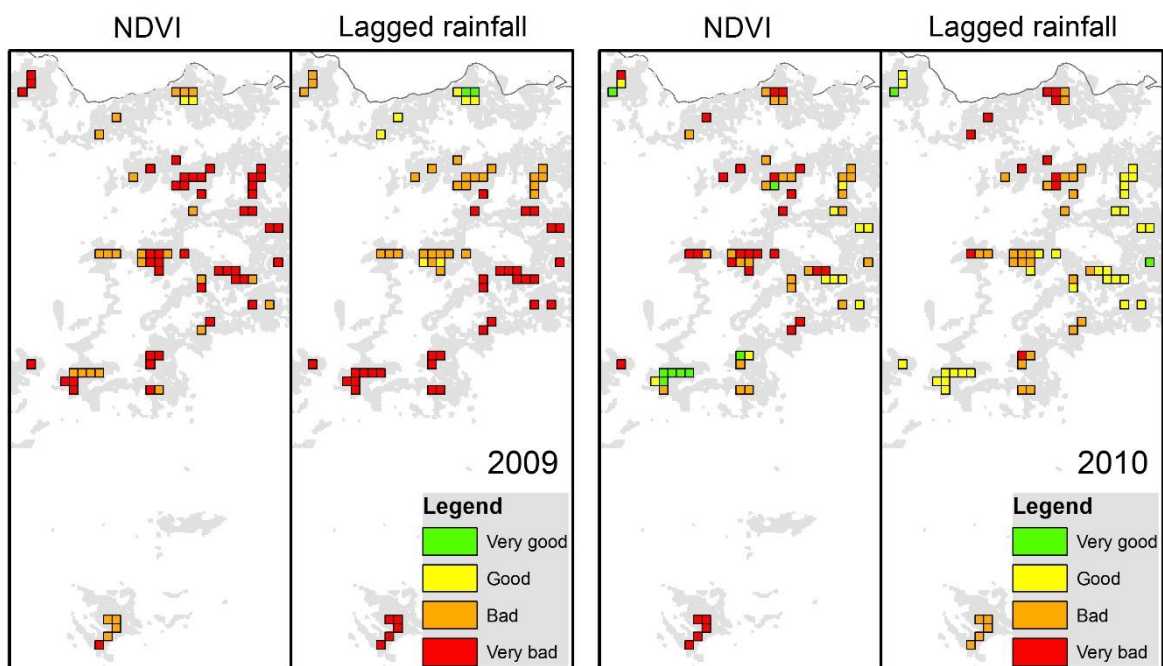 NDVI
Lagged rainfall
NDVI
Lagged rainfall
2009
Legend
Very good
Good
Bad
Very bad
2010
Legend
Very good
Good
Bad
Very bad